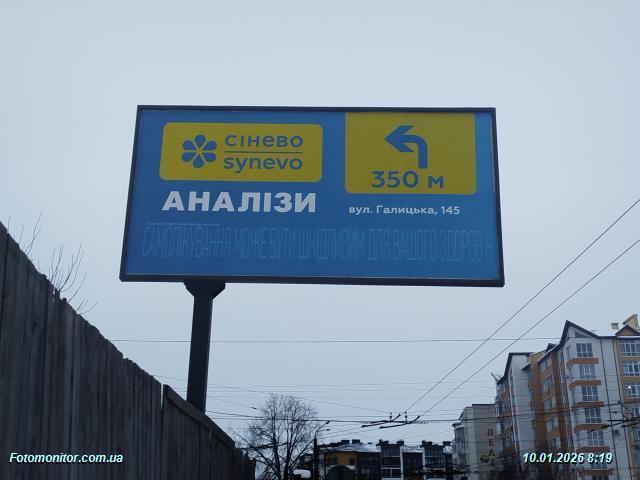 сінево
synevo
350 м
АНАЛІЗИ
вул. Галицька, 145
САМОЛІКУВАННЯ МОЖЕ БУТИ ШКІДЛИВИМ ДЛЯ ВАШОГО ЗДОРОВ'Я
Fotomonitor.com.ua
10.01.2026 8:19